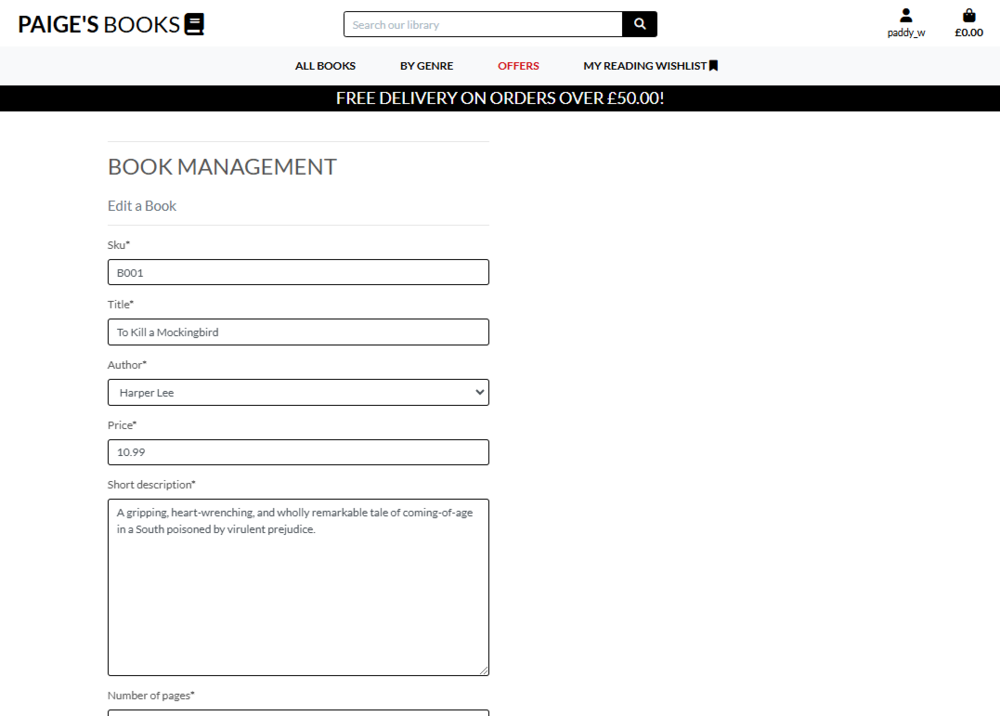 PAIGE'S BOOKS
Search our library
paddy_w
£0.00
ALL BOOKS
BY GENRE
OFFERS
MY READING WISHLIST
FREE DELIVERY ON ORDERS OVER £50.00!
BOOK MANAGEMENT
Edit a Book
Sku*
B001
Title*
To Kill a Mockingbird
Author*
Harper Lee
Price*
10.99
Short description*
A gripping, heart-wrenching, and wholly remarkable tale of coming-of-age
in a South poisoned by virulent prejudice.
Number of pages*